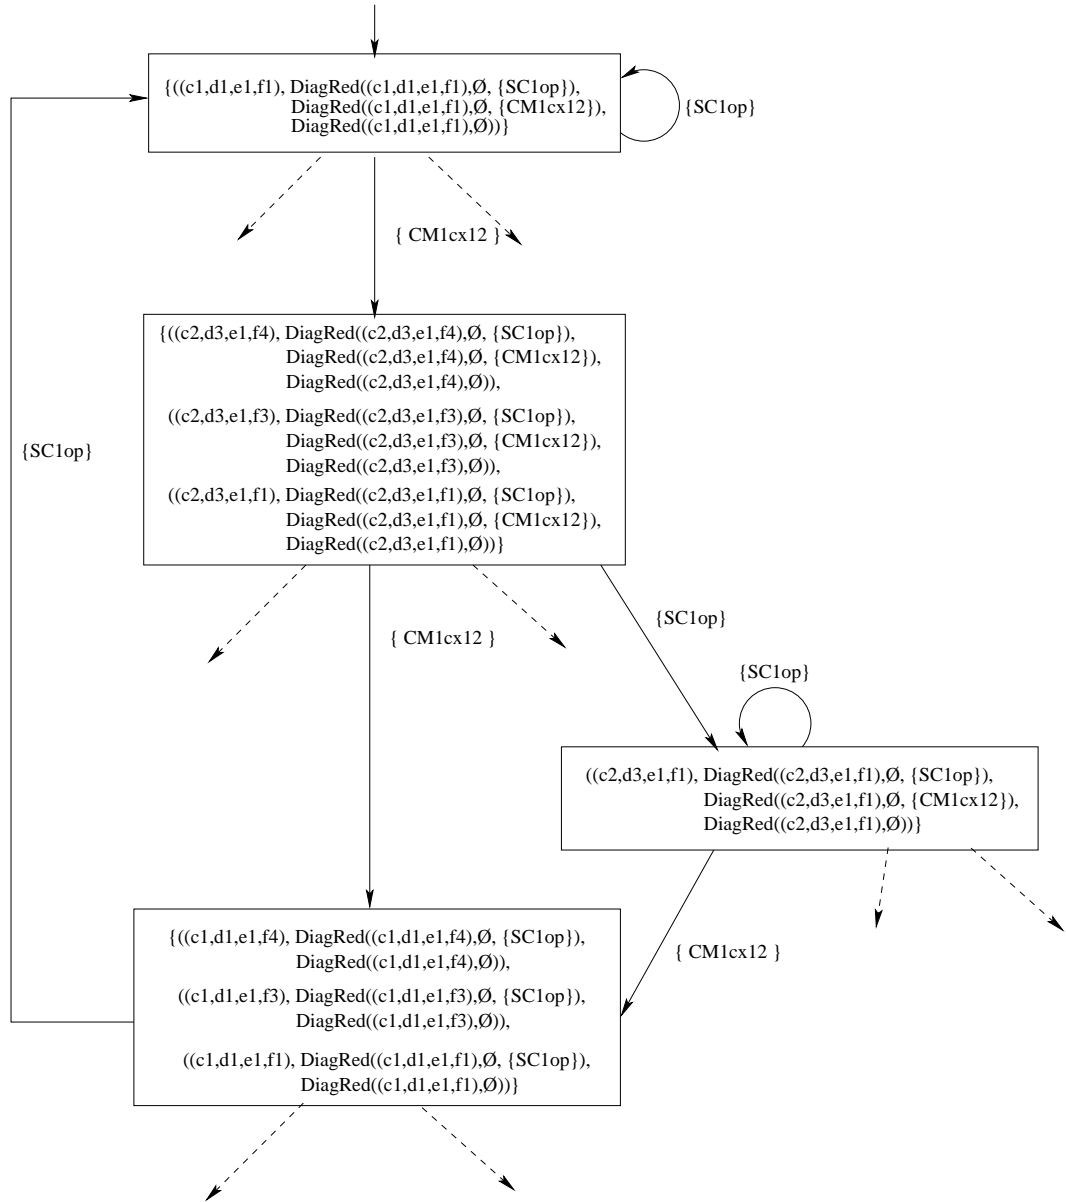 {((c1,d1,e1,f1), DiagRed((c1,d1,e1,f1),Ø, {SC1op}),
DiagRed((c1,d1,e1,f1),Ø, {CM1cx12}),
DiagRed((c1,d1,e1,f1),Ø))}
{SC1op}
{ CM1cx12 }
{((c2,d3,e1,f4), DiagRed((c2,d3,e1,f4),Ø, {SC1op}),
DiagRed((c2,d3,e1,f4),Ø, {CM1cx12}),
DiagRed((c2,d3,e1,f4),Ø)),
((c2,d3,e1,f3), DiagRed((c2,d3,e1,f3),Ø, {SC1op}),
DiagRed((c2,d3,e1,f3),Ø, {CM1cx12}),
DiagRed((c2,d3,e1,f3),Ø)),
((c2,d3,e1,f1), DiagRed((c2,d3,e1,f1),Ø, {SC1op}),
DiagRed((c2,d3,e1,f1),Ø, {CM1cx12}),
DiagRed((c2,d3,e1,f1),Ø))}
{SC1op}
{ CM1cx12 }
{SC1op}
{SC1op}
((c2,d3,e1,f1), DiagRed((c2,d3,e1,f1),Ø, {SC1op}),
DiagRed((c2,d3,e1,f1),Ø, {CM1cx12}),
DiagRed((c2,d3,e1,f1),Ø))}
{ CM1cx12 }
{((c1,d1,e1,f4), DiagRed((c1,d1,e1,f4),Ø, {SC1op}),
DiagRed((c1,d1,e1,f4),Ø)),
((c1,d1,e1,f3), DiagRed((c1,d1,e1,f3),Ø, {SC1op}),
DiagRed((c1,d1,e1,f3),Ø)),
((c1,d1,e1,f1), DiagRed((c1,d1,e1,f1),Ø, {SC1op}),
DiagRed((c1,d1,e1,f1),Ø))}